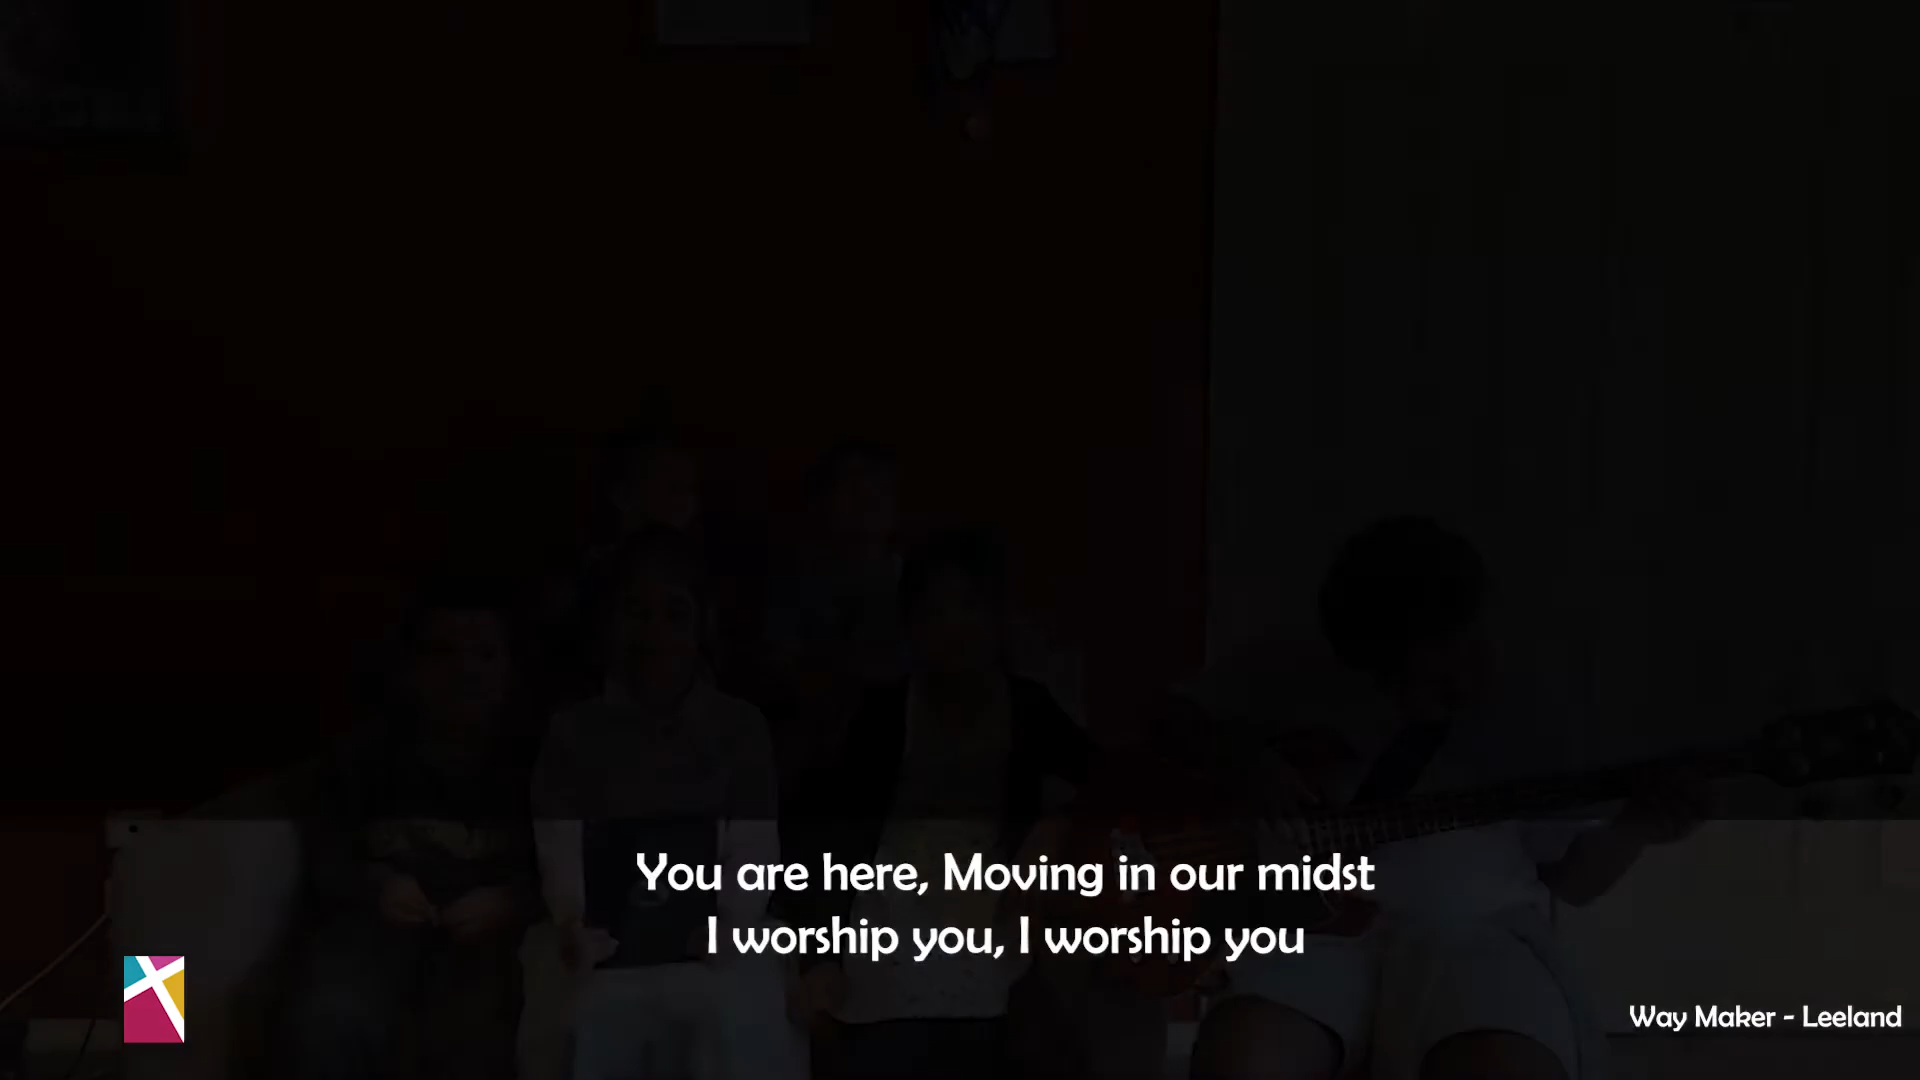 You are here, Moving in our midst
I worship you, I worship you
Way Maker - Leeland